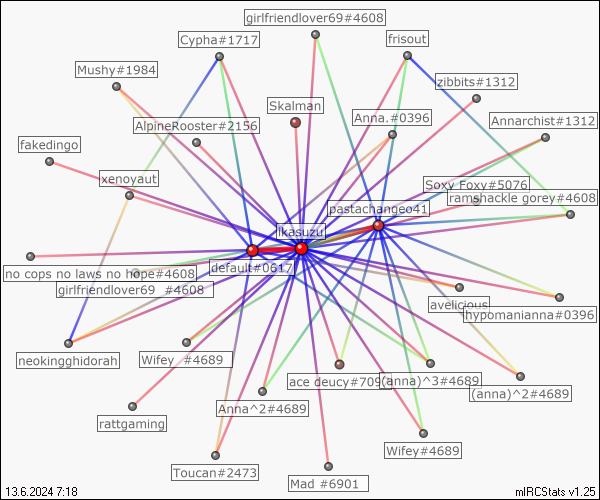 girlfriendlover69#4608
Cypha#1717
frisout
Mushy#1984
zibbits#1312
Skalman
Anna.#0396
Annarchist#1312
AlpineRooster#2156
fakedingo
xenoyaut
Soxy Foxy#5076
ramshackle gorey#4608
pastachangeo41
ikasuzu
default#0617
no cops no laws no hope#4608
girlfriendlover69_#4608
avelicious
hypomanianna#0396
neokingghidorah
Wifey_#4689
ace deucy#709
(anna)^3#4689
(anna)^2#4689
Anna^2#4689
rattgaming
Wifey#4689
Toucan#2473
Mad_#6901
13.6.2024 7:18
mIRCStats v1.25